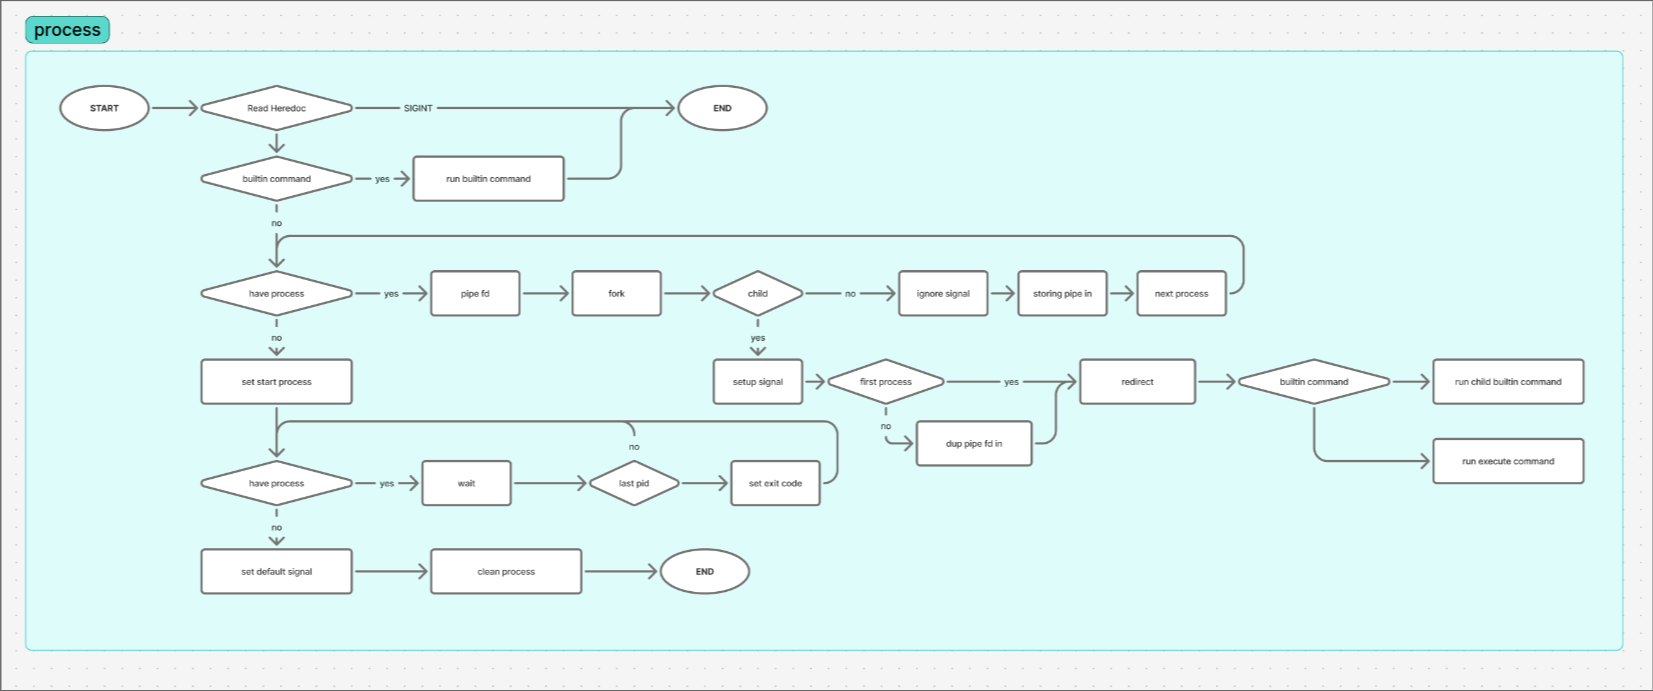 process
START
Read Heredoc
SIGINT
END
builtin command
yes
run builtin command
no
have process
yes
pipe fd
fork
child
no
ignore signal
storing pipe in
next process
no
yes
set start process
setup signal
first process
yes
redirect
builtin command
run child builtin command
no
dup pipe fd in
no
run execute command
have process
yes
wait
last pid
set exit code
no
set default signal
clean process
END